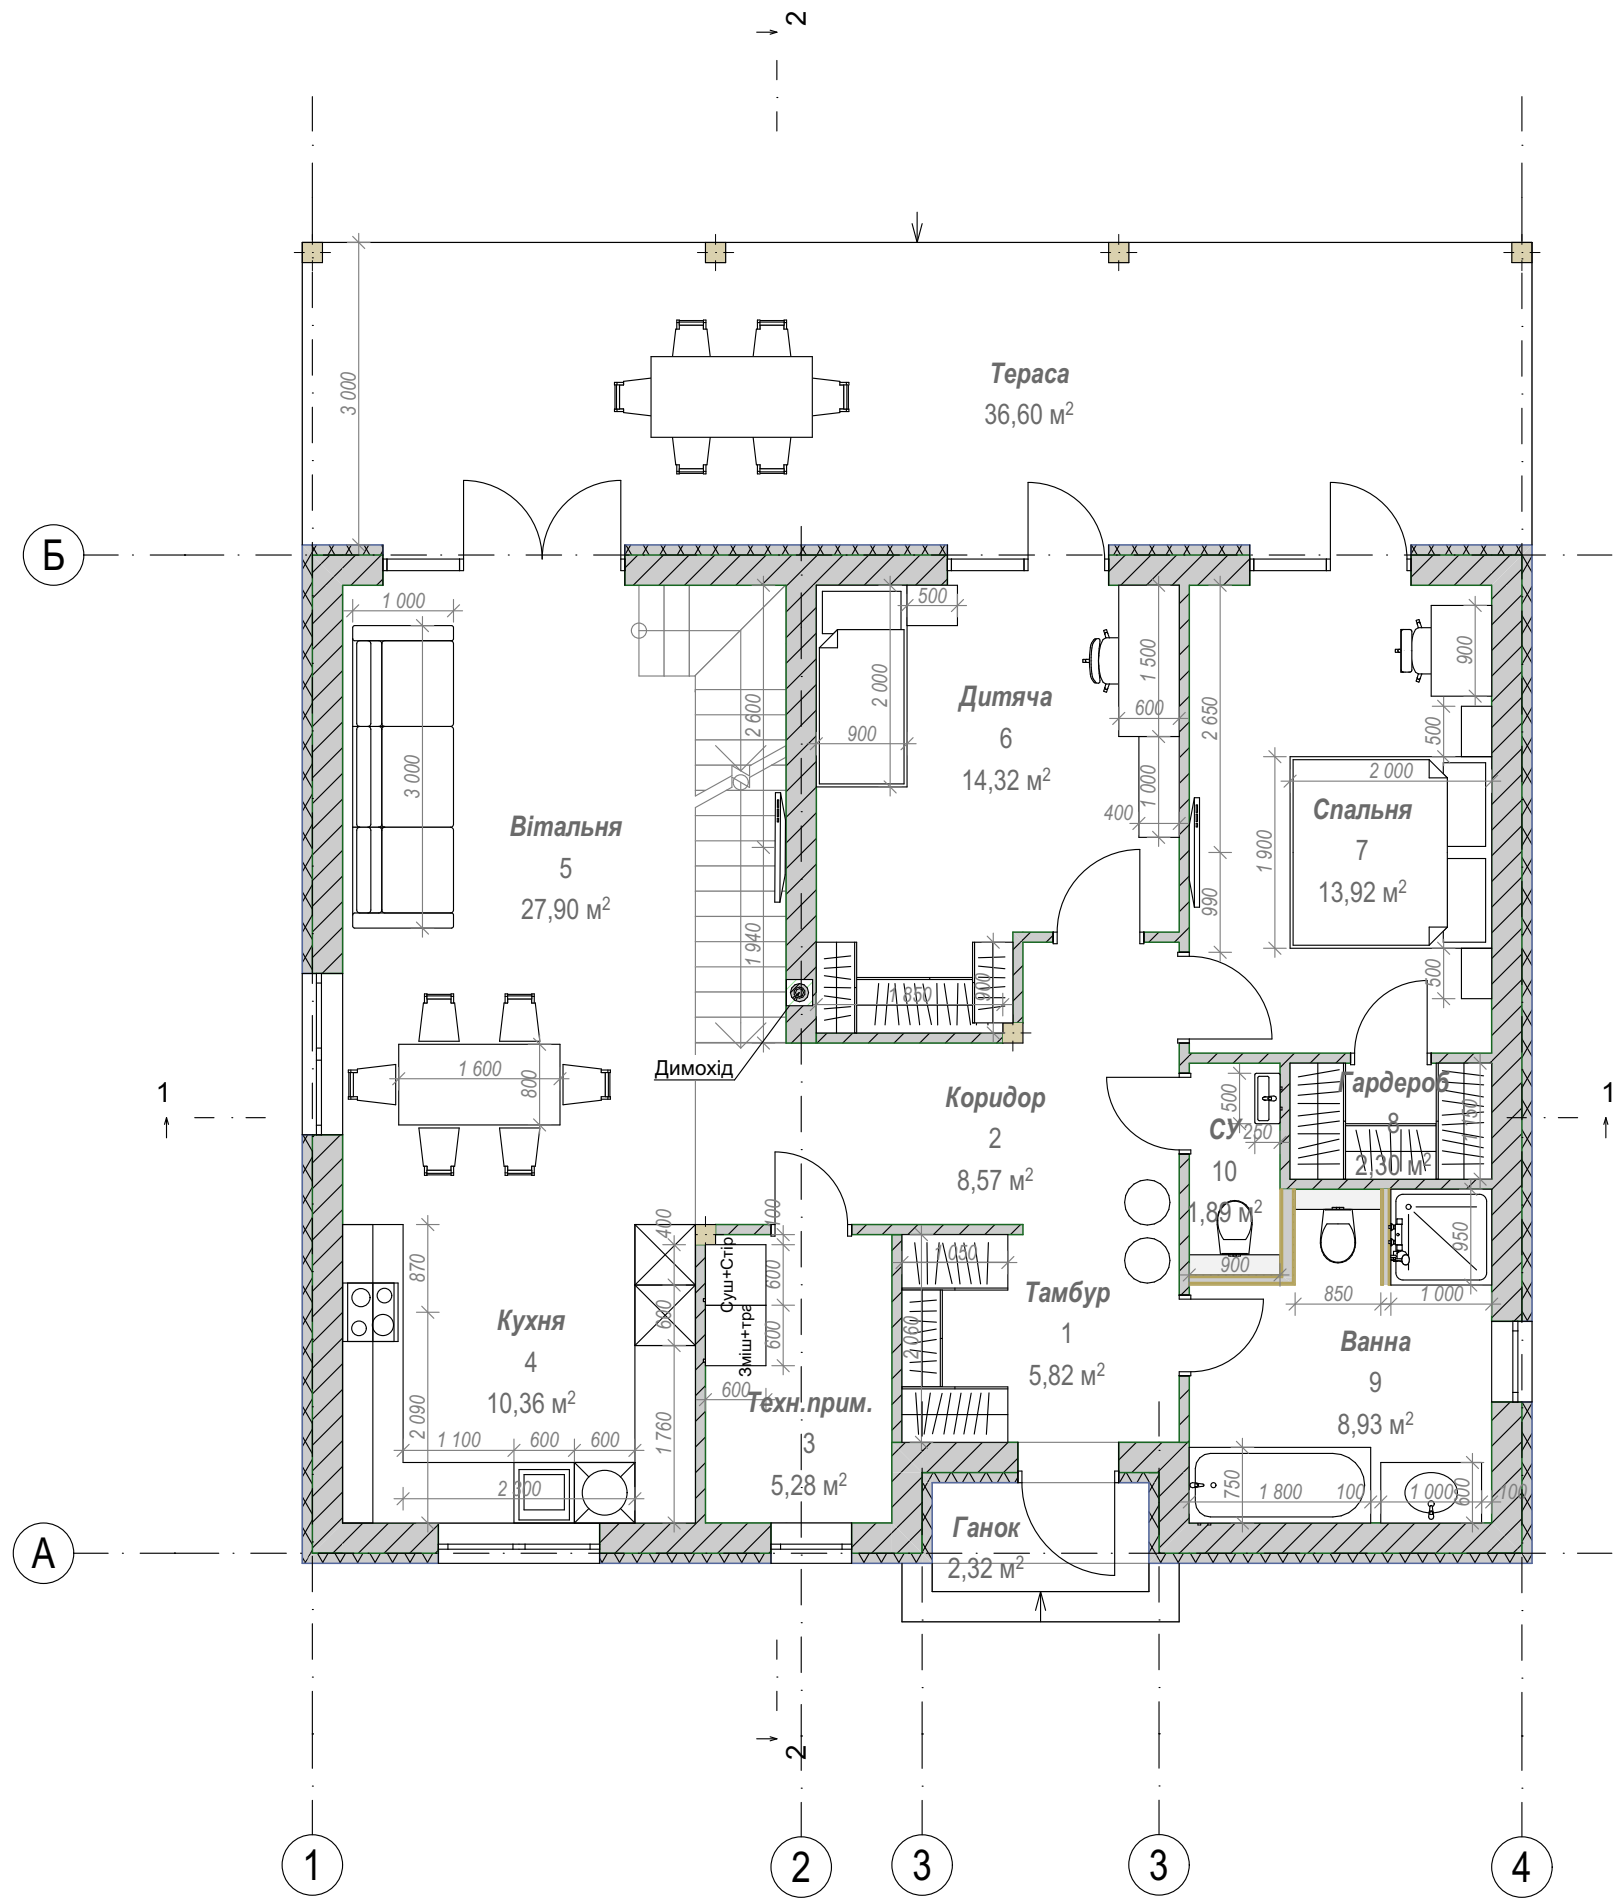 2
3 000
Тераса
36,60 м²
Б
1 000
3 000
Вітальня
5
27,90 м²
2 600
1 940
500
2 000
900
Дитяча
6
14,32 м²
1 500
600
1 000
400
1 850
900
2 650
990
900
500
2 000
1 900
Спальня
7
13,92 м²
500
Димохід
1 600
800
1
1
Коридор
2
8,57 м²
500
СУ
250
10
1,89 м²
900
Гардероб
8
2,30 м²
1 150
950
850
1 000
400
100
870
600
Суш+Стір
600
Зміш+тра
600
600
1 050
2 060
Тамбур
1
5,82 м²
Кухня
4
10,36 м²
2 090
1 100
600
600
1 760
2 300
Техн.прим.
3
5,28 м²
Ванна
9
8,93 м²
750
1 800
100
1 000
600
100
Ганок
2,32 м²
А
2
1
2
3
3
4